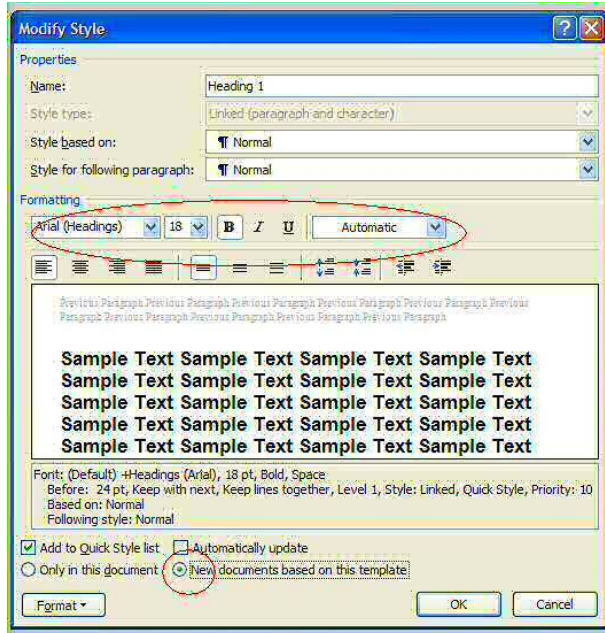 Modify Style
Properties
Name: Heading 1
Style type: Linked (paragraph and character)
Style based on: ¶ Normal
Style for following paragraph: ¶ Normal
Formatting
Arial (Headings) 18 B I U Automatic
Previous Paragraph Previous Paragraph Previous Paragraph Previous Paragraph Previous Paragraph Previous
Paragraph Previous Paragraph Previous Paragraph Previous Paragraph Previous Paragraph
Sample Text Sample Text Sample Text Sample Text
Sample Text Sample Text Sample Text Sample Text
Sample Text Sample Text Sample Text Sample Text
Sample Text Sample Text Sample Text Sample Text
Sample Text Sample Text Sample Text Sample Text
Font: (Default) +Headings (Arial), 18 pt, Bold, Space
Before: 24 pt, Keep with next, Keep lines together, Level 1, Style: Linked, Quick Style, Priority: 10
Based on: Normal
Following style: Normal
Add to Quick Style list Automatically update
Only in this document New documents based on this template
Format OK Cancel